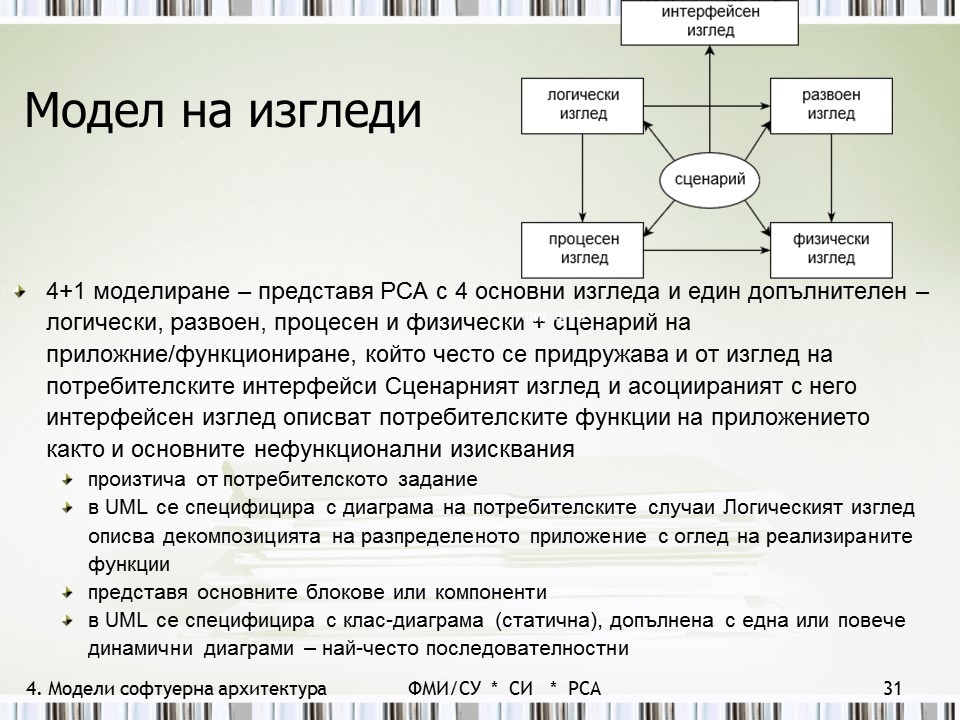 интерфейсен
изглед
Модел на изгледи
логически
изглед
развоен
изглед
сценарий
процесен
изглед
физически
изглед
4+1 моделиране – представя РСА с 4 основни изгледа и един допълнителен –
логически, развоен, процесен и физически + сценарий на
приложние/функциониране, който често се придружава и от изглед на
потребителските интерфейси Сценарният изглед и асоциираният с него
интерфейсен изглед описват потребителските функции на приложението
както и основните нефункционални изисквания
произтича от потребителското задание
в UML се специфицира с диаграма на потребителските случаи Логическият изглед
описва декомпозицията на разпределеното приложение с оглед на реализираните
функции
представя основните блокове или компоненти
в UML се специфицира с клас-диаграма (статична), допълнена с една или повече
динамични диаграми – най-често последователностни
4. Модели софтуерна архитектура
ФМИ/СУ * СИ * РСА
31